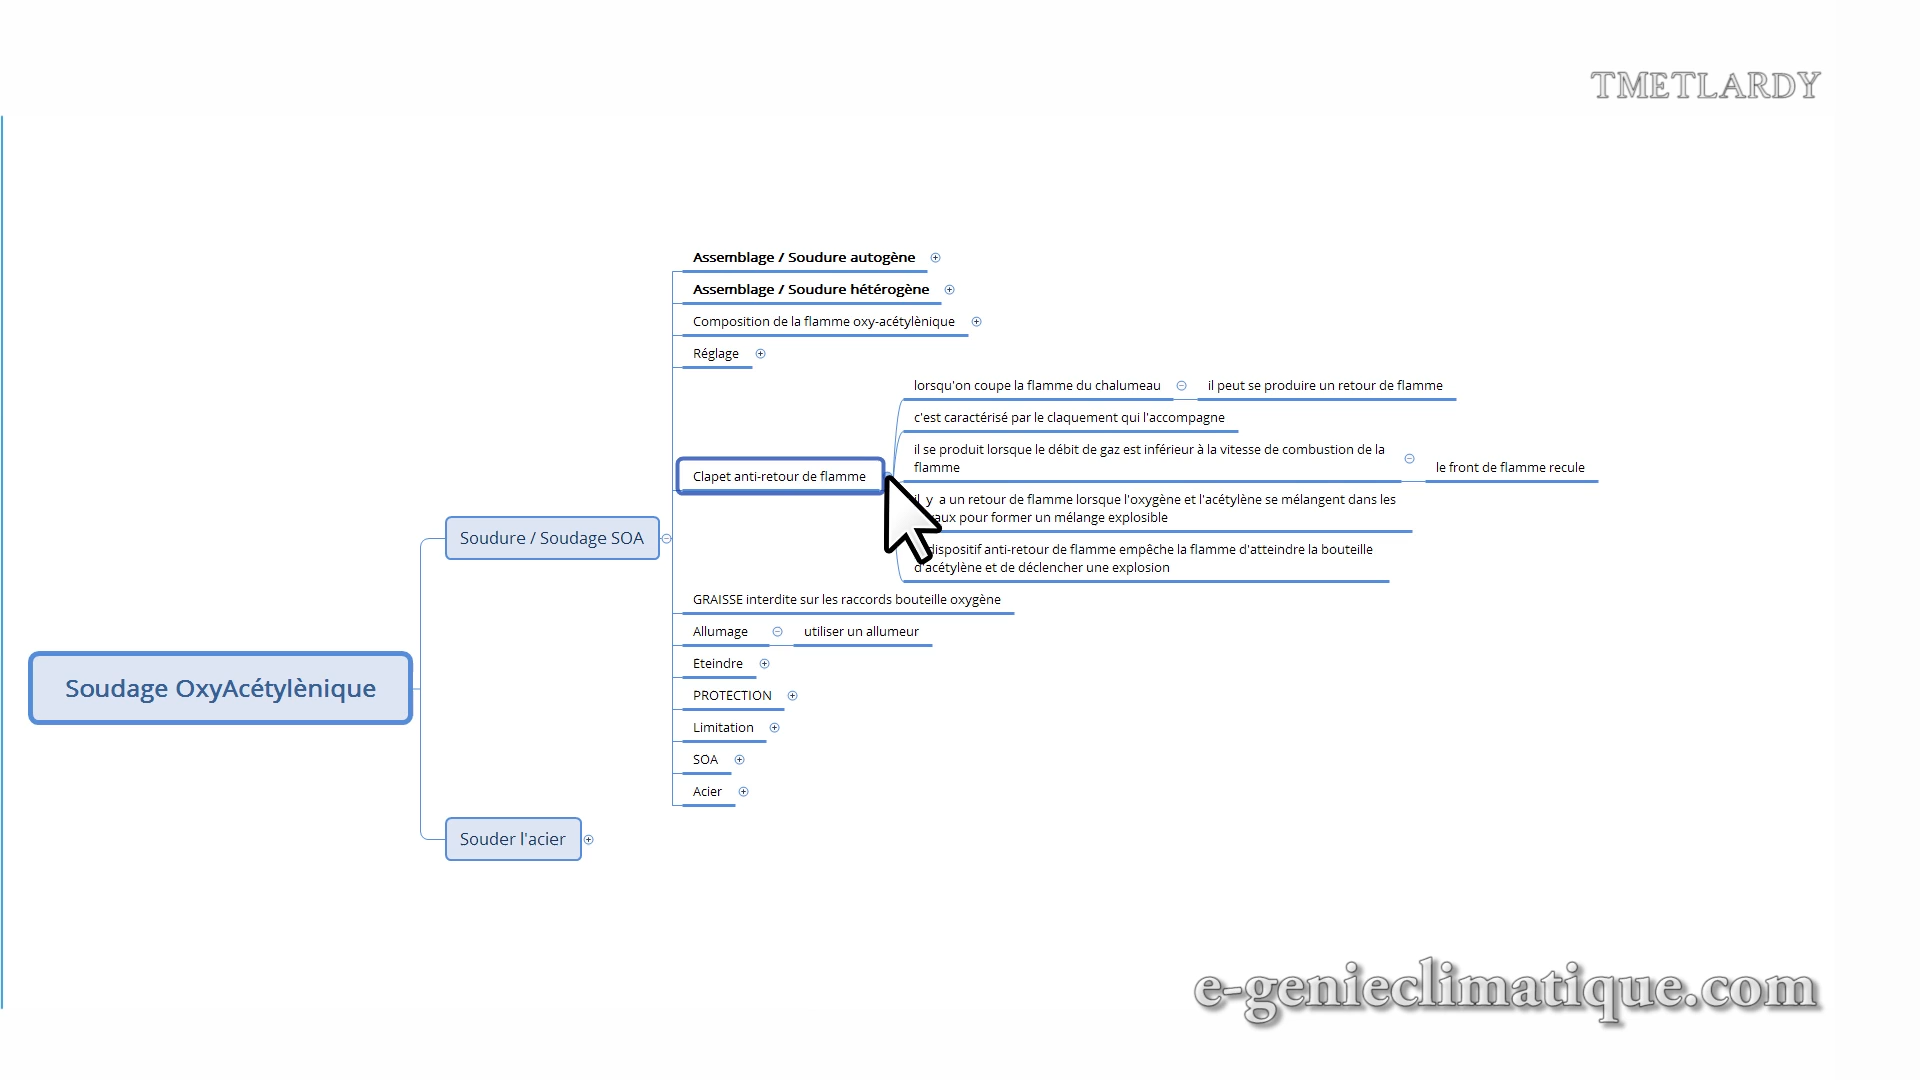 TMETLARDY
Assemblage / Soudure autogène
Assemblage / Soudure hétérogène
Composition de la flamme oxy-acétylènique
Réglage
lorsqu'on coupe la flamme du chalumeau
il peut se produire un retour de flamme
c'est caractérisé par le claquement qui l'accompagne
il se produit lorsque le débit de gaz est inférieur à la vitesse de combustion de la
flamme
le front de flamme recule
Clapet anti-retour de flamme
il y a un retour de flamme lorsque l'oxygène et l'acétylène se mélangent dans les
pour former un mélange explosible
dispositif anti-retour de flamme empêche la flamme d'atteindre la bouteille
d'acétylène et de déclencher une explosion
Soudure / Soudage SOA
GRAISSE interdite sur les raccords bouteille oxygène
Allumage
utiliser un allumeur
Eteindre
Soudage OxyAcétylènique
PROTECTION
Limitation
SOA
Acier
Souder l'acier
e-genieclimatique.com